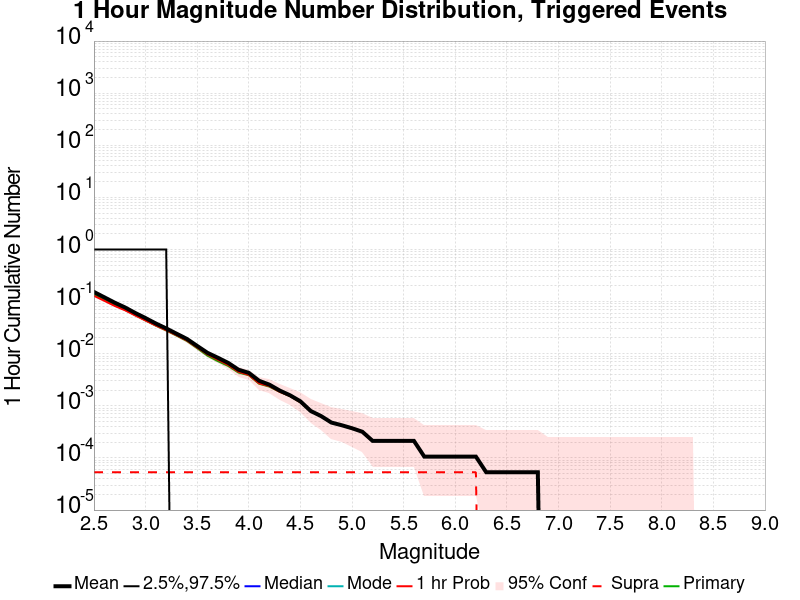 1 Hour Magnitude Number Distribution, Triggered Events
1 Hour Cumulative Number
10^4
10^3
10^2
10^1
10^0
10^-1
10^-2
10^-3
10^-4
10^-5
2.5 3.0 3.5 4.0 4.5 5.0 5.5 6.0 6.5 7.0 7.5 8.0 8.5 9.0
Magnitude
Mean 2.5%,97.5% Median Mode 1 hr Prob 95% Conf Supra Primary